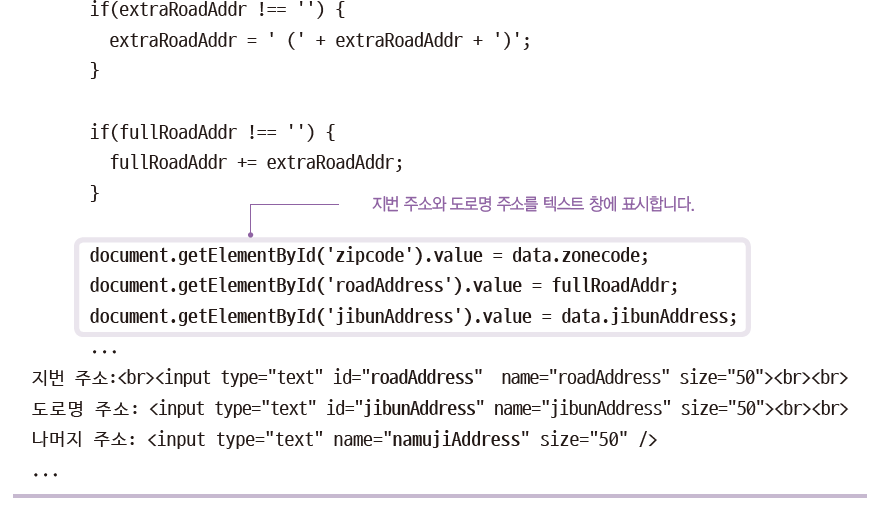 if(extraRoadAddr !== '') {
extraRoadAddr = ' (' + extraRoadAddr + ')';
}
if(fullRoadAddr !== '') {
fullRoadAddr += extraRoadAddr;
}
지번 주소와 도로명 주소를 텍스트 창에 표시합니다.
document.getElementById('zipcode').value = data.zonecode;
document.getElementById('roadAddress').value = fullRoadAddr;
document.getElementById('jibunAddress').value = data.jibunAddress;
...
지번 주소:<br><input type="text" id="roadAddress"  name="roadAddress" size="50"><br><br>
도로명 주소: <input type="text" id="jibunAddress" name="jibunAddress" size="50"><br><br>
나머지 주소: <input type="text" name="namujiAddress" size="50" />
...